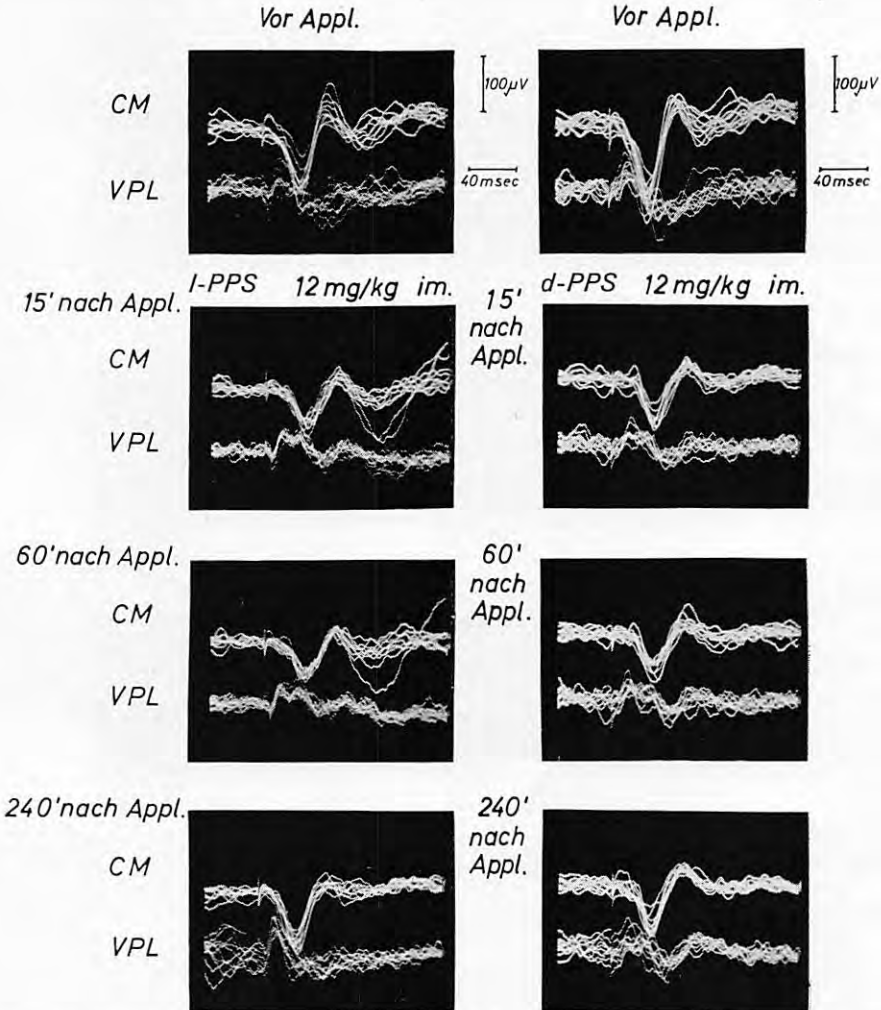 Vor Appl. Vor Appl.
CM 100µV 100µV
VPL 40msec 40msec
15' nach Appl. l-PPS 12mg/kg im. 15' nach Appl. d-PPS 12mg/kg im.
CM
VPL
60' nach Appl. 60' nach Appl.
CM
VPL
240' nach Appl. 240' nach Appl.
CM
VPL